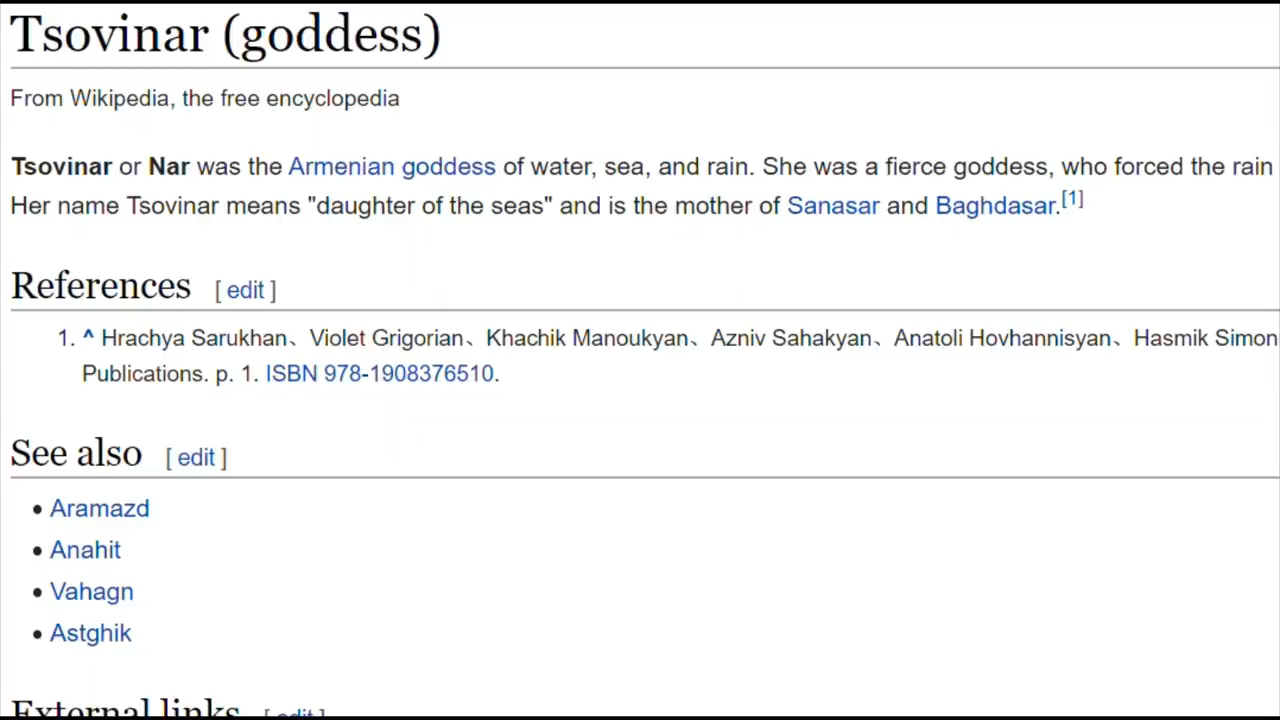 Tsovinar (goddess)
From Wikipedia, the free encyclopedia
Tsovinar or Nar was the Armenian goddess of water, sea, and rain. She was a fierce goddess, who forced the rain
Her name Tsovinar means "daughter of the seas" and is the mother of Sanasar and Baghdasar.[1]
References [ edit ]
1. ^ Hrachya Sarukhan、Violet Grigorian、Khachik Manoukyan、Azniv Sahakyan、Anatoli Hovhannisyan、Hasmik Simon
Publications. p. 1. ISBN 978-1908376510.
See also [ edit ]
• Aramazd
• Anahit
• Vahagn
• Astghik
External links [ edit ]